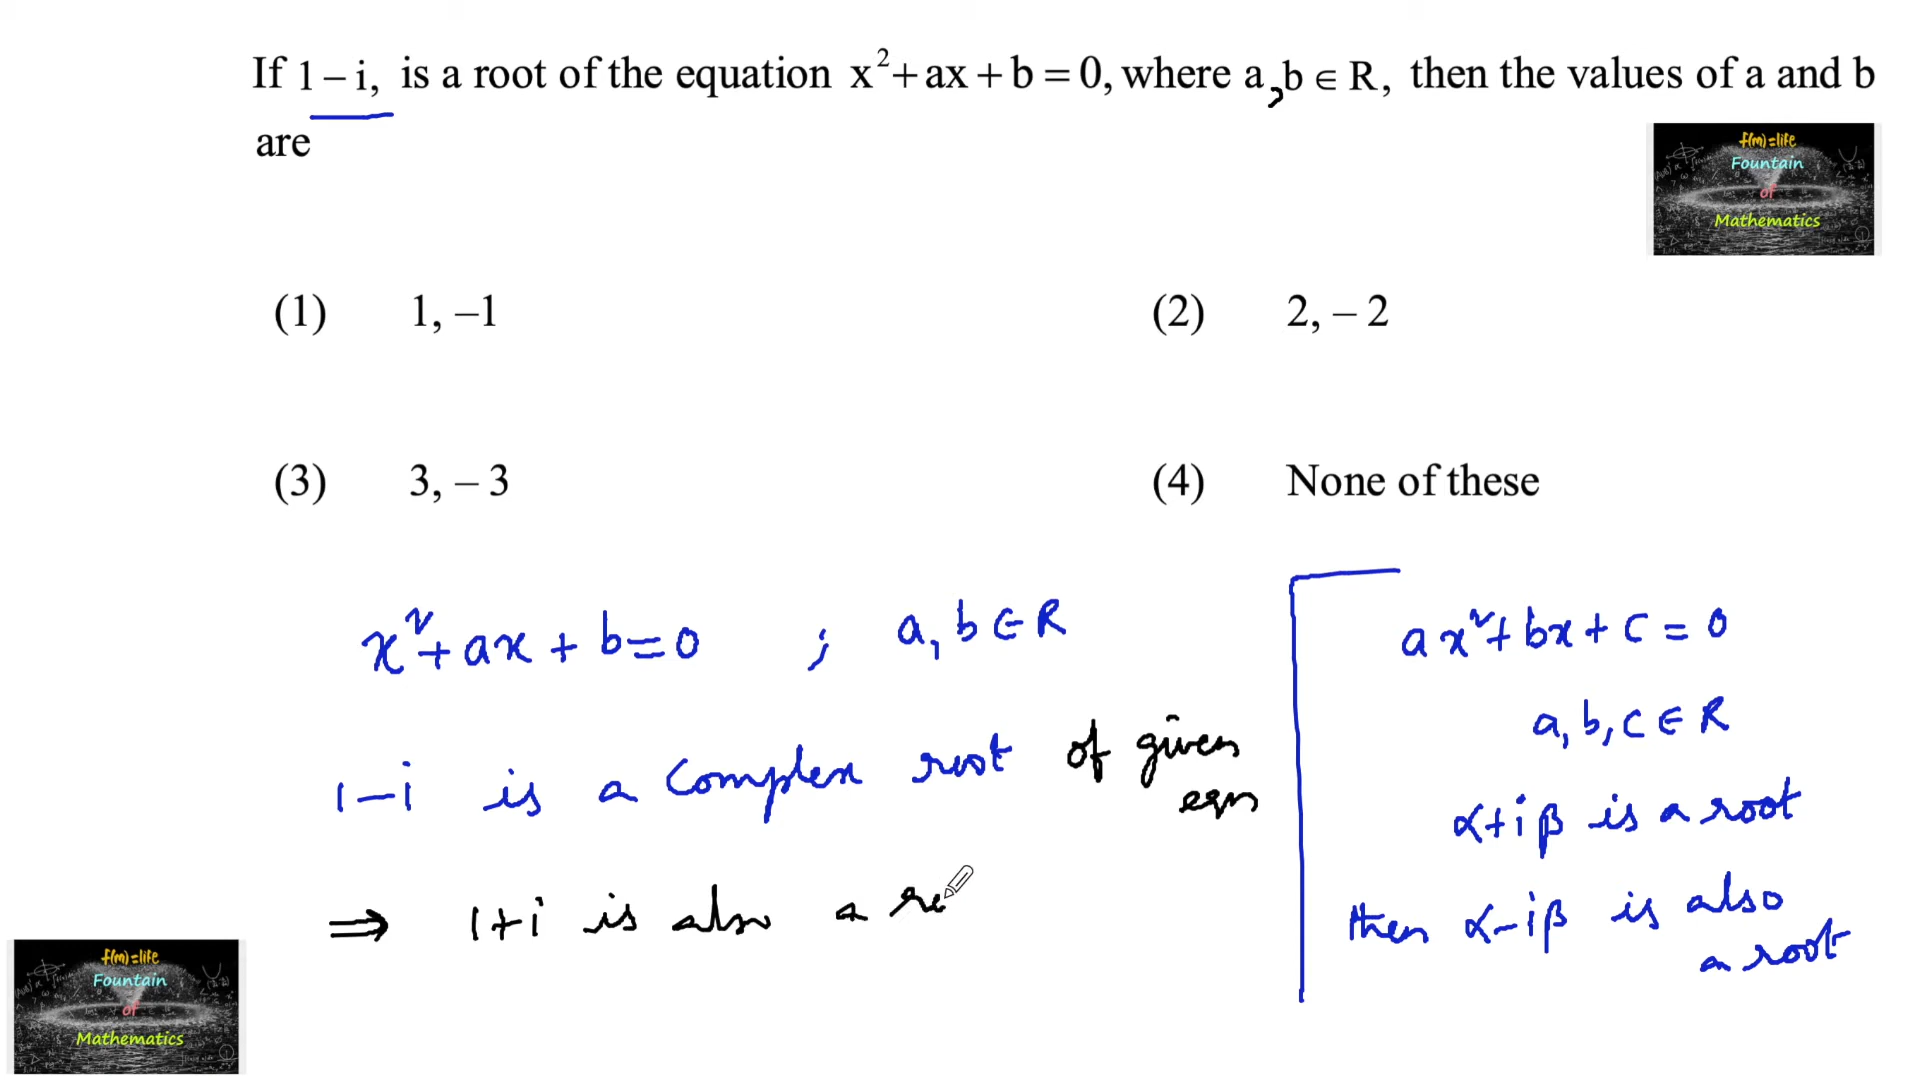 If 1 – i, is a root of the equation x²+ax+b=0, where a,b ∈ R, then the values of a and b
are
f(m)=life
Fountain
of
Mathematics
(1) 1, –1
(2) 2, – 2
(3) 3, – 3
(4) None of these
x²+ax+b=0 ; a, b ∈ R
1-i is a complex root of given
eqn
⇒ 1+i is also a ro
ax²+bx+c=0
a, b, c ∈ R
α+iβ is a root
then α-iβ is also
a root
f(m)=life
Fountain
of
Mathematics